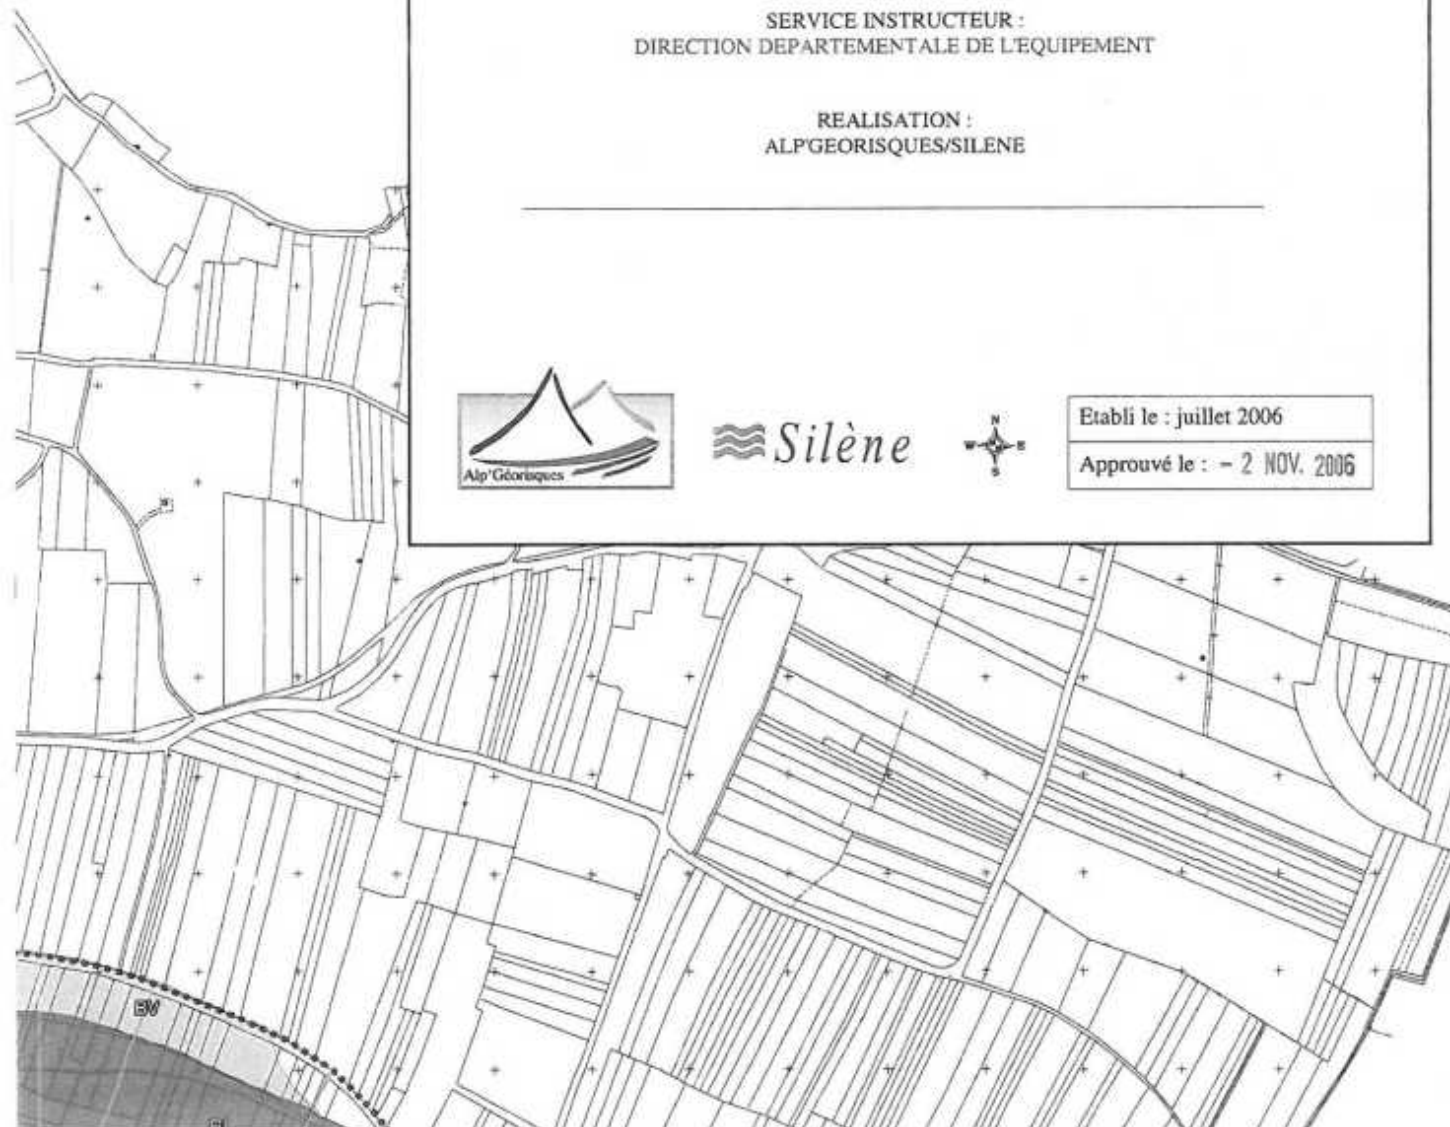 SERVICE INSTRUCTEUR :
DIRECTION DEPARTEMENTALE DE L'EQUIPEMENT
REALISATION :
ALP'GEORISQUES/SILENE
Alp'Géorisques
Silène
N
W E
S
Etabli le : juillet 2006
Approuvé le : - 2 NOV. 2006
BV